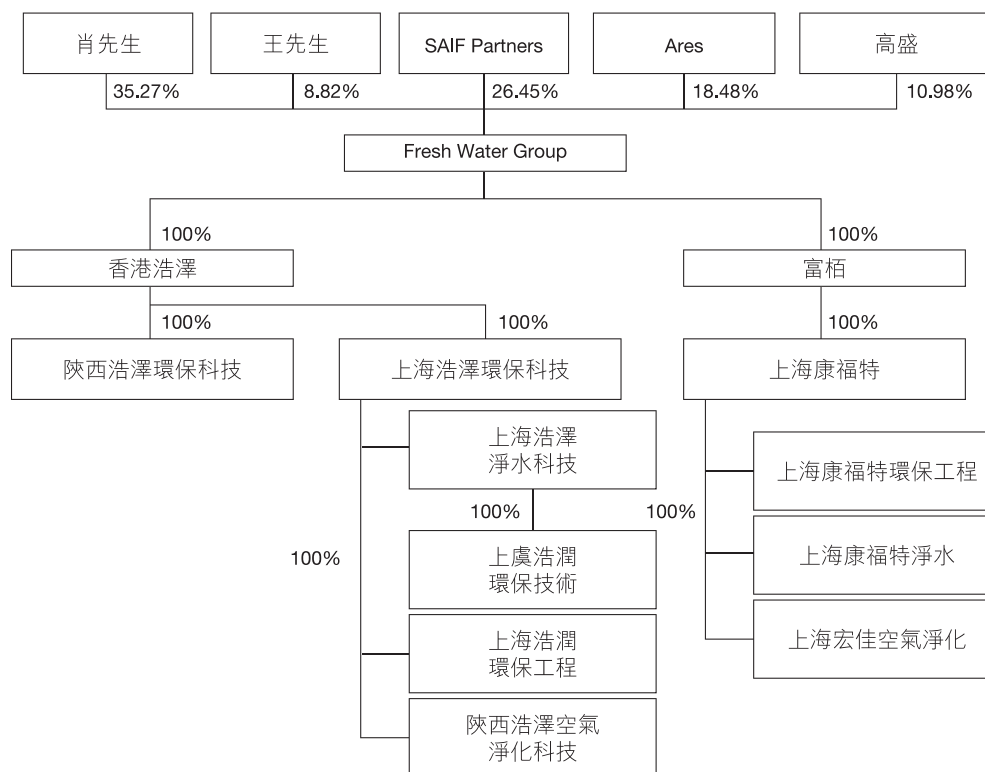 肖先生
王先生
SAIF Partners
Ares
高盛
35.27%
8.82%
26.45%
18.48%
10.98%
Fresh Water Group
100%
100%
香港浩澤
富栢
100%
100%
100%
陝西浩澤環保科技
上海浩澤環保科技
上海康福特
上海浩澤
淨水科技
上海康福特環保工程
100%
100%
100%
上虞浩潤
環保技術
上海康福特淨水
上海浩潤
環保工程
上海宏佳空氣淨化
陝西浩澤空氣
淨化科技